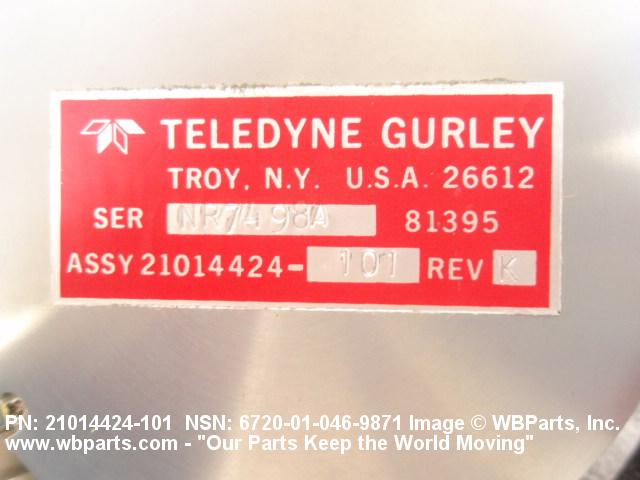 TELEDYNE GURLEY
TROY, N.Y. U.S.A. 26612
SER NR7498A 81395
ASSY 21014424-101 REV K
PN: 21014424-101 NSN: 6720-01-046-9871 Image © WBParts, Inc.
www.wbparts.com - "Our Parts Keep the World Moving"